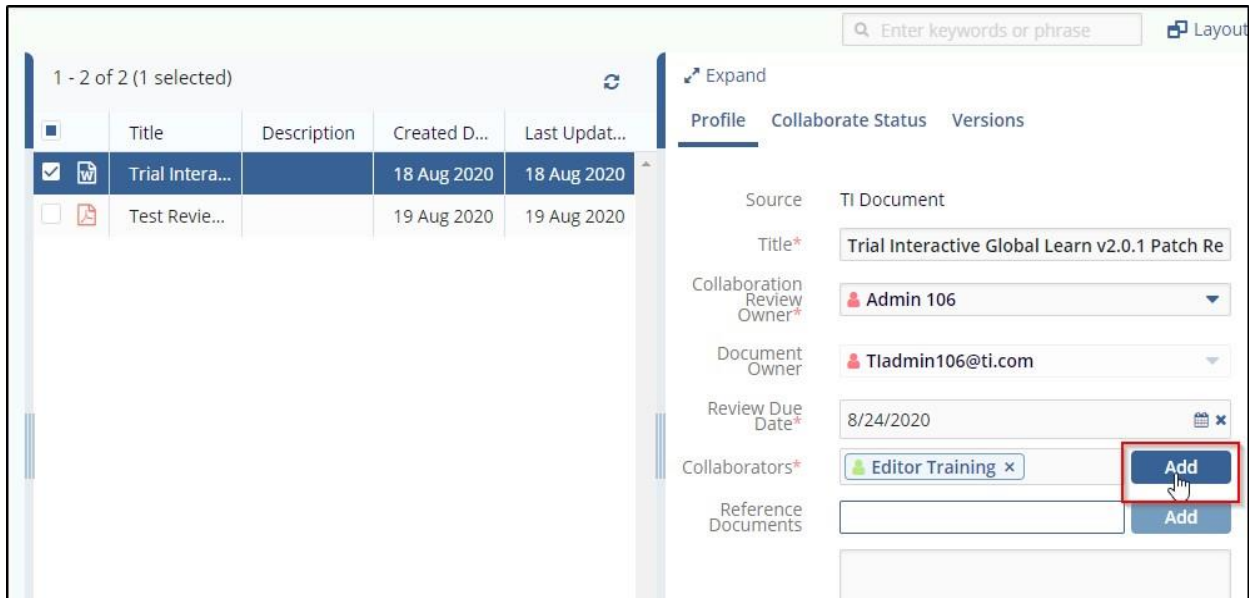 Enter keywords or phrase
Layout
1 - 2 of 2 (1 selected)
Title Description Created D... Last Updat...
Trial Intera... 18 Aug 2020 18 Aug 2020
Test Revie... 19 Aug 2020 19 Aug 2020
Expand
Profile Collaborate Status Versions
Source TI Document
Title* Trial Interactive Global Learn v2.0.1 Patch Re
Collaboration
Review
Owner*
Admin 106
Document
Owner
TIadmin106@ti.com
Review Due
Date*
8/24/2020
Collaborators* Editor Training × Add
Reference
Documents
Add